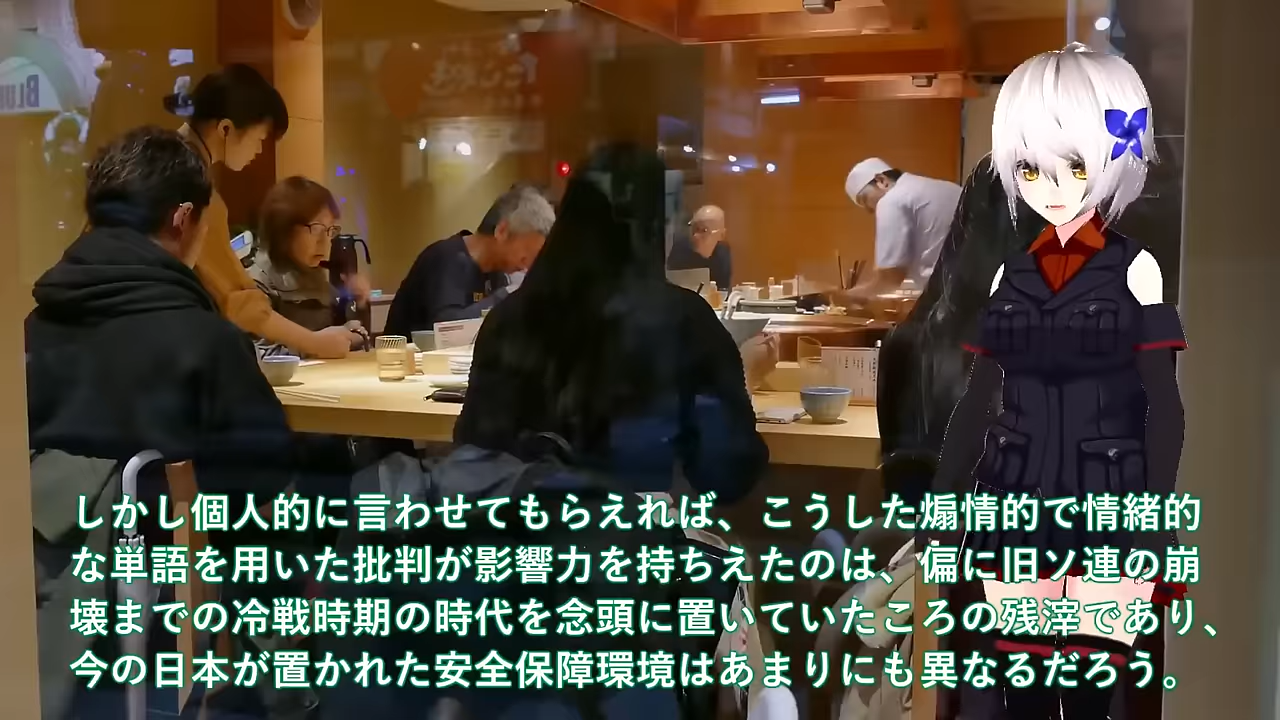 しかし個人的に言わせてもらえれば、こうした煽情的で情緒的
な単語を用いた批判が影響力を持ちえたのは、偏に旧ソ連の崩
壊までの冷戦時期の時代を念頭に置いていたころの残滓であり、
今の日本が置かれた安全保障環境はあまりにも異なるだろう。